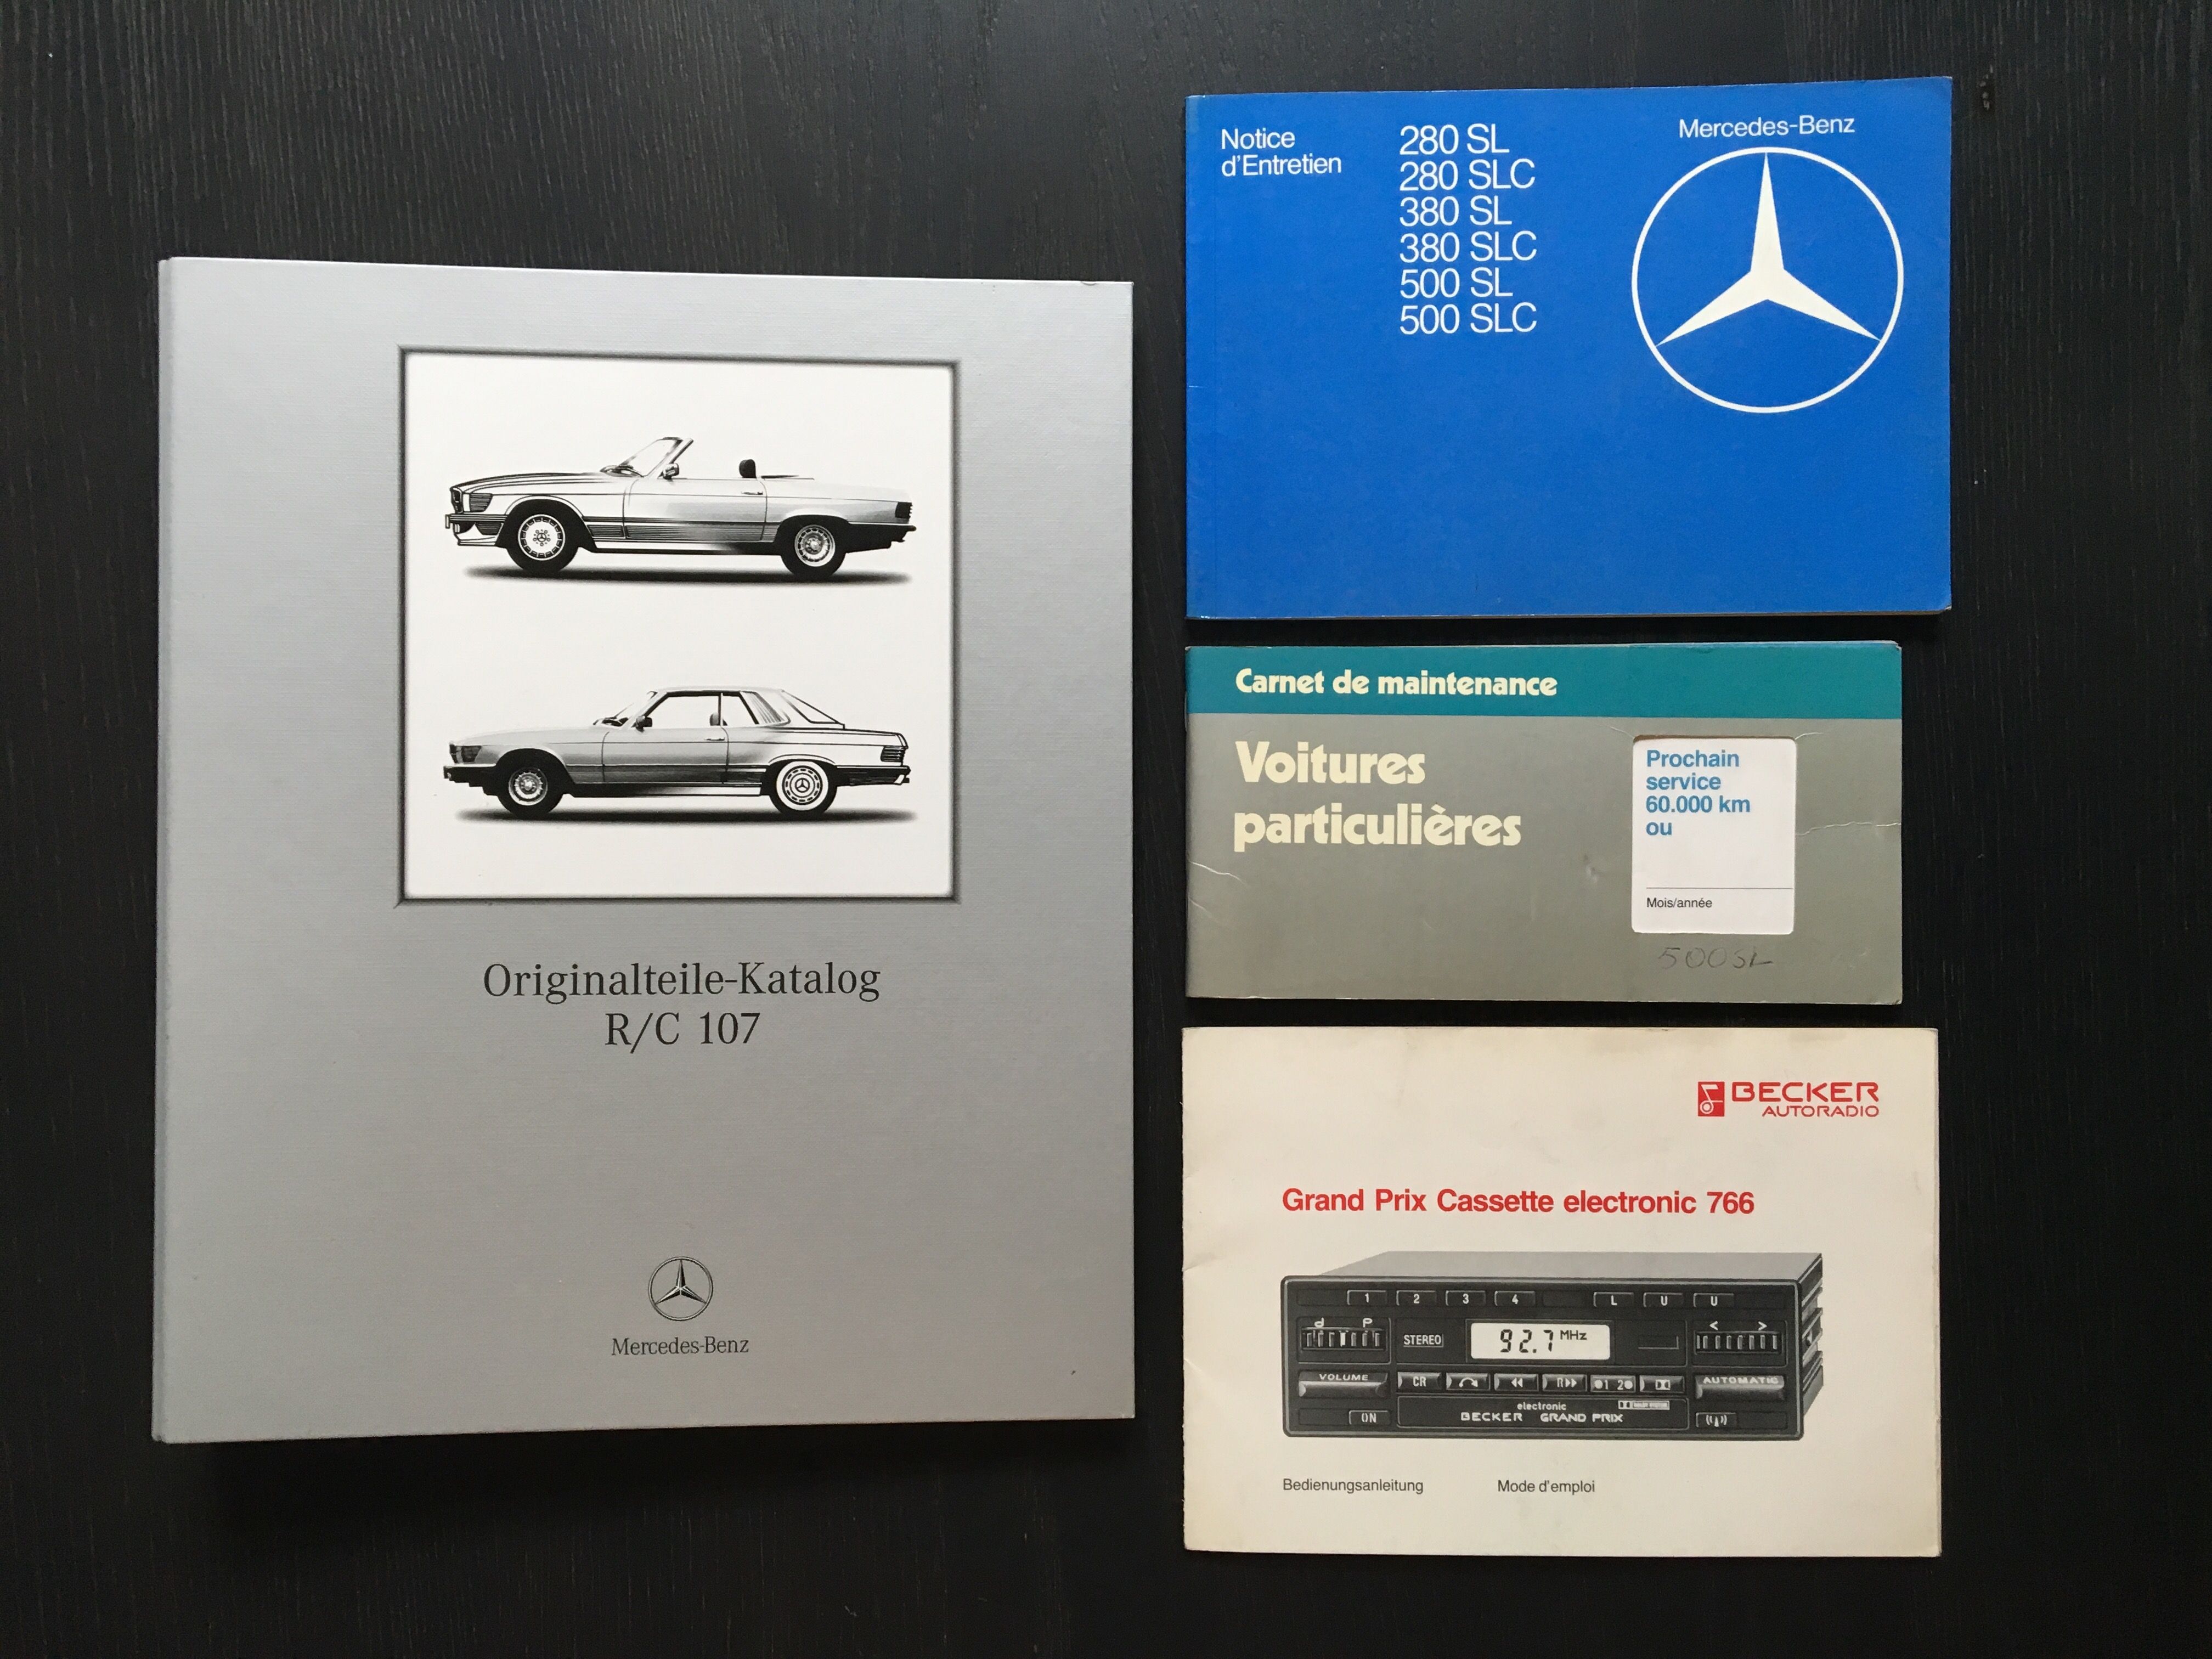 Originalteile-Katalog
R/C 107
Mercedes-Benz
Notice
d'Entretien
280 SL
280 SLC
380 SL
380 SLC
500 SL
500 SLC
Mercedes-Benz
Carnet de maintenance
Voitures
particulières
Prochain
service
60.000 km
ou
Mois/année
500SL
BECKER
AUTORADIO
Grand Prix Cassette electronic 766
1 2 3 4 L U U
d P
STEREO
92.7 MHz
< >
VOLUME
CR
R
1 2
AUTOMATIC
ON
electronic
BECKER GRAND PRIX
Bedienungsanleitung
Mode d'emploi